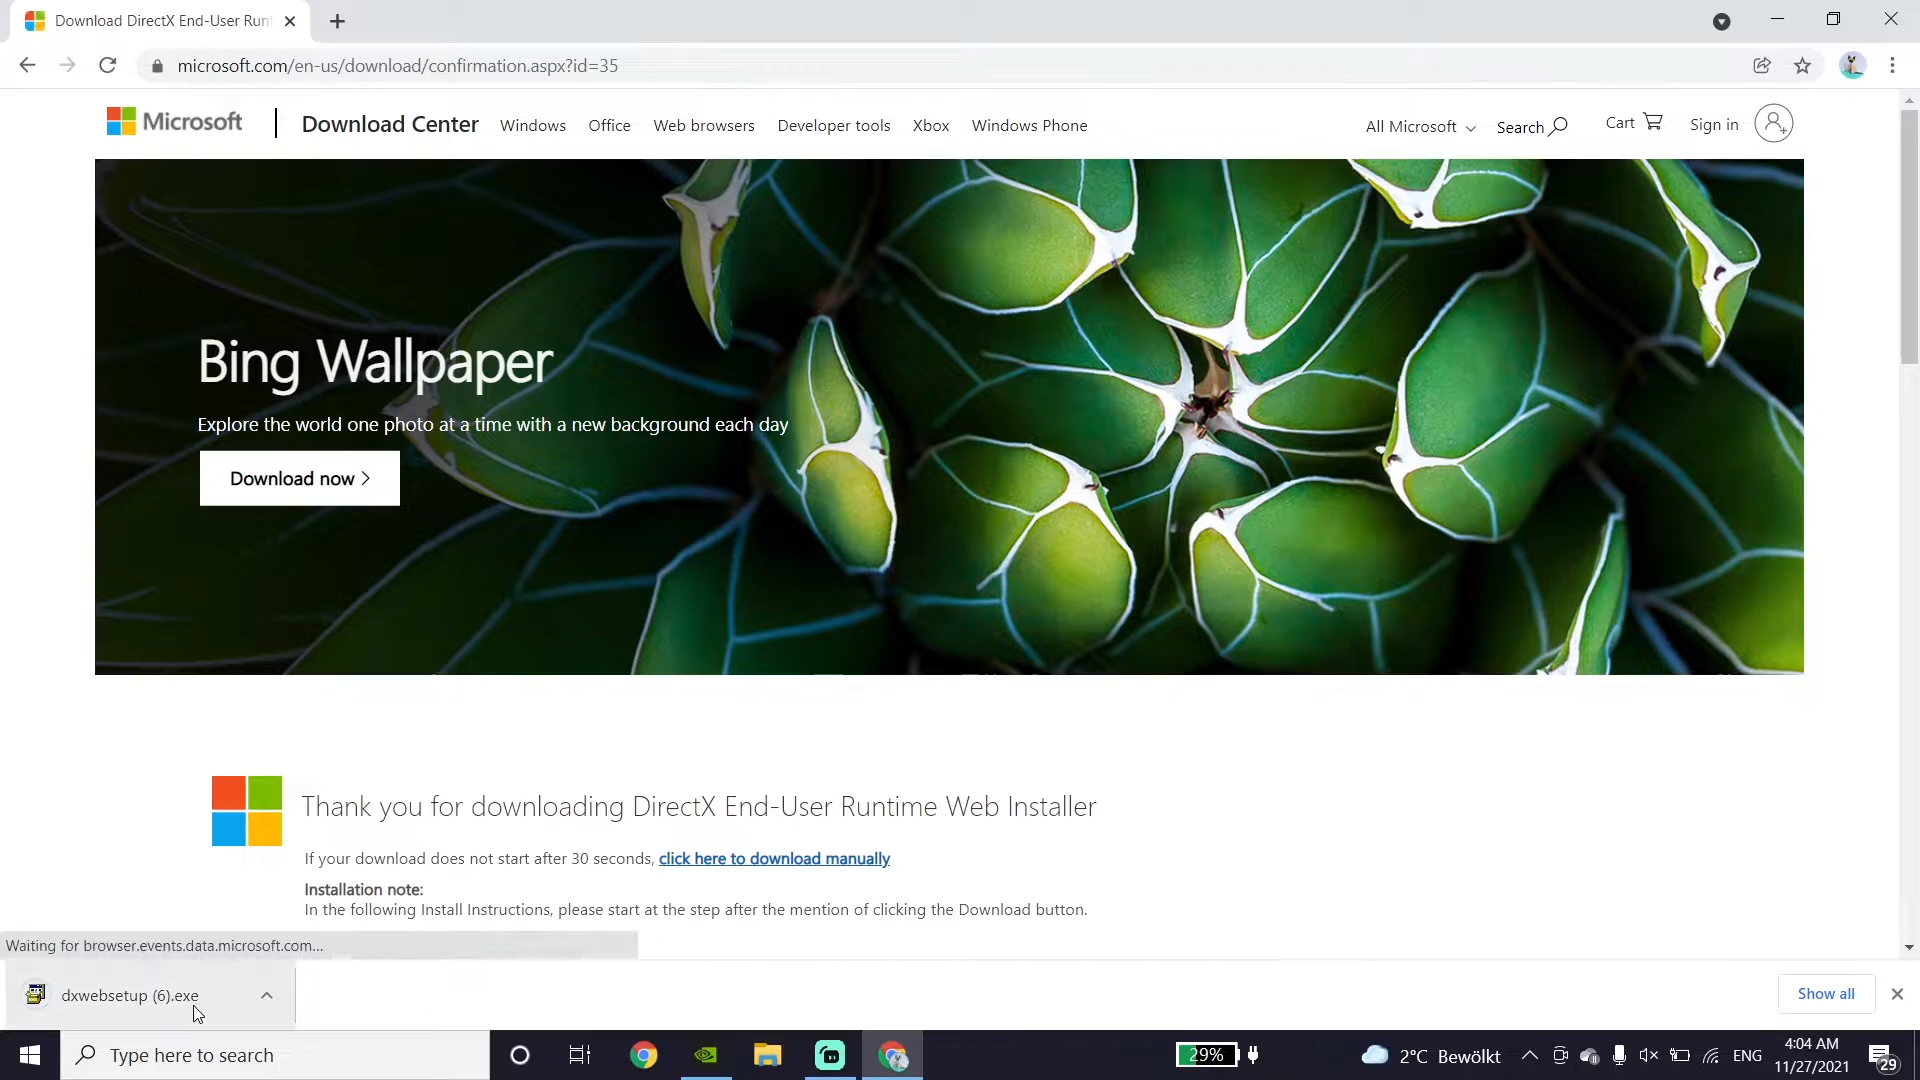 Download DirectX End-User Runt
microsoft.com/en-us/download/confirmation.aspx?id=35
Microsoft
Download Center
Windows
Office
Web browsers
Developer tools
Xbox
Windows Phone
All Microsoft
Search
Cart
Sign in
Bing Wallpaper
Explore the world one photo at a time with a new background each day
Download now
Thank you for downloading DirectX End-User Runtime Web Installer
If your download does not start after 30 seconds, click here to download manually
Installation note:
In the following Install Instructions, please start at the step after the mention of clicking the Download button.
Waiting for browser.events.data.microsoft.com...
dxwebsetup (6).exe
Show all
Type here to search
29%
2°C Bewölkt
ENG
4:04 AM
11/27/2021
29